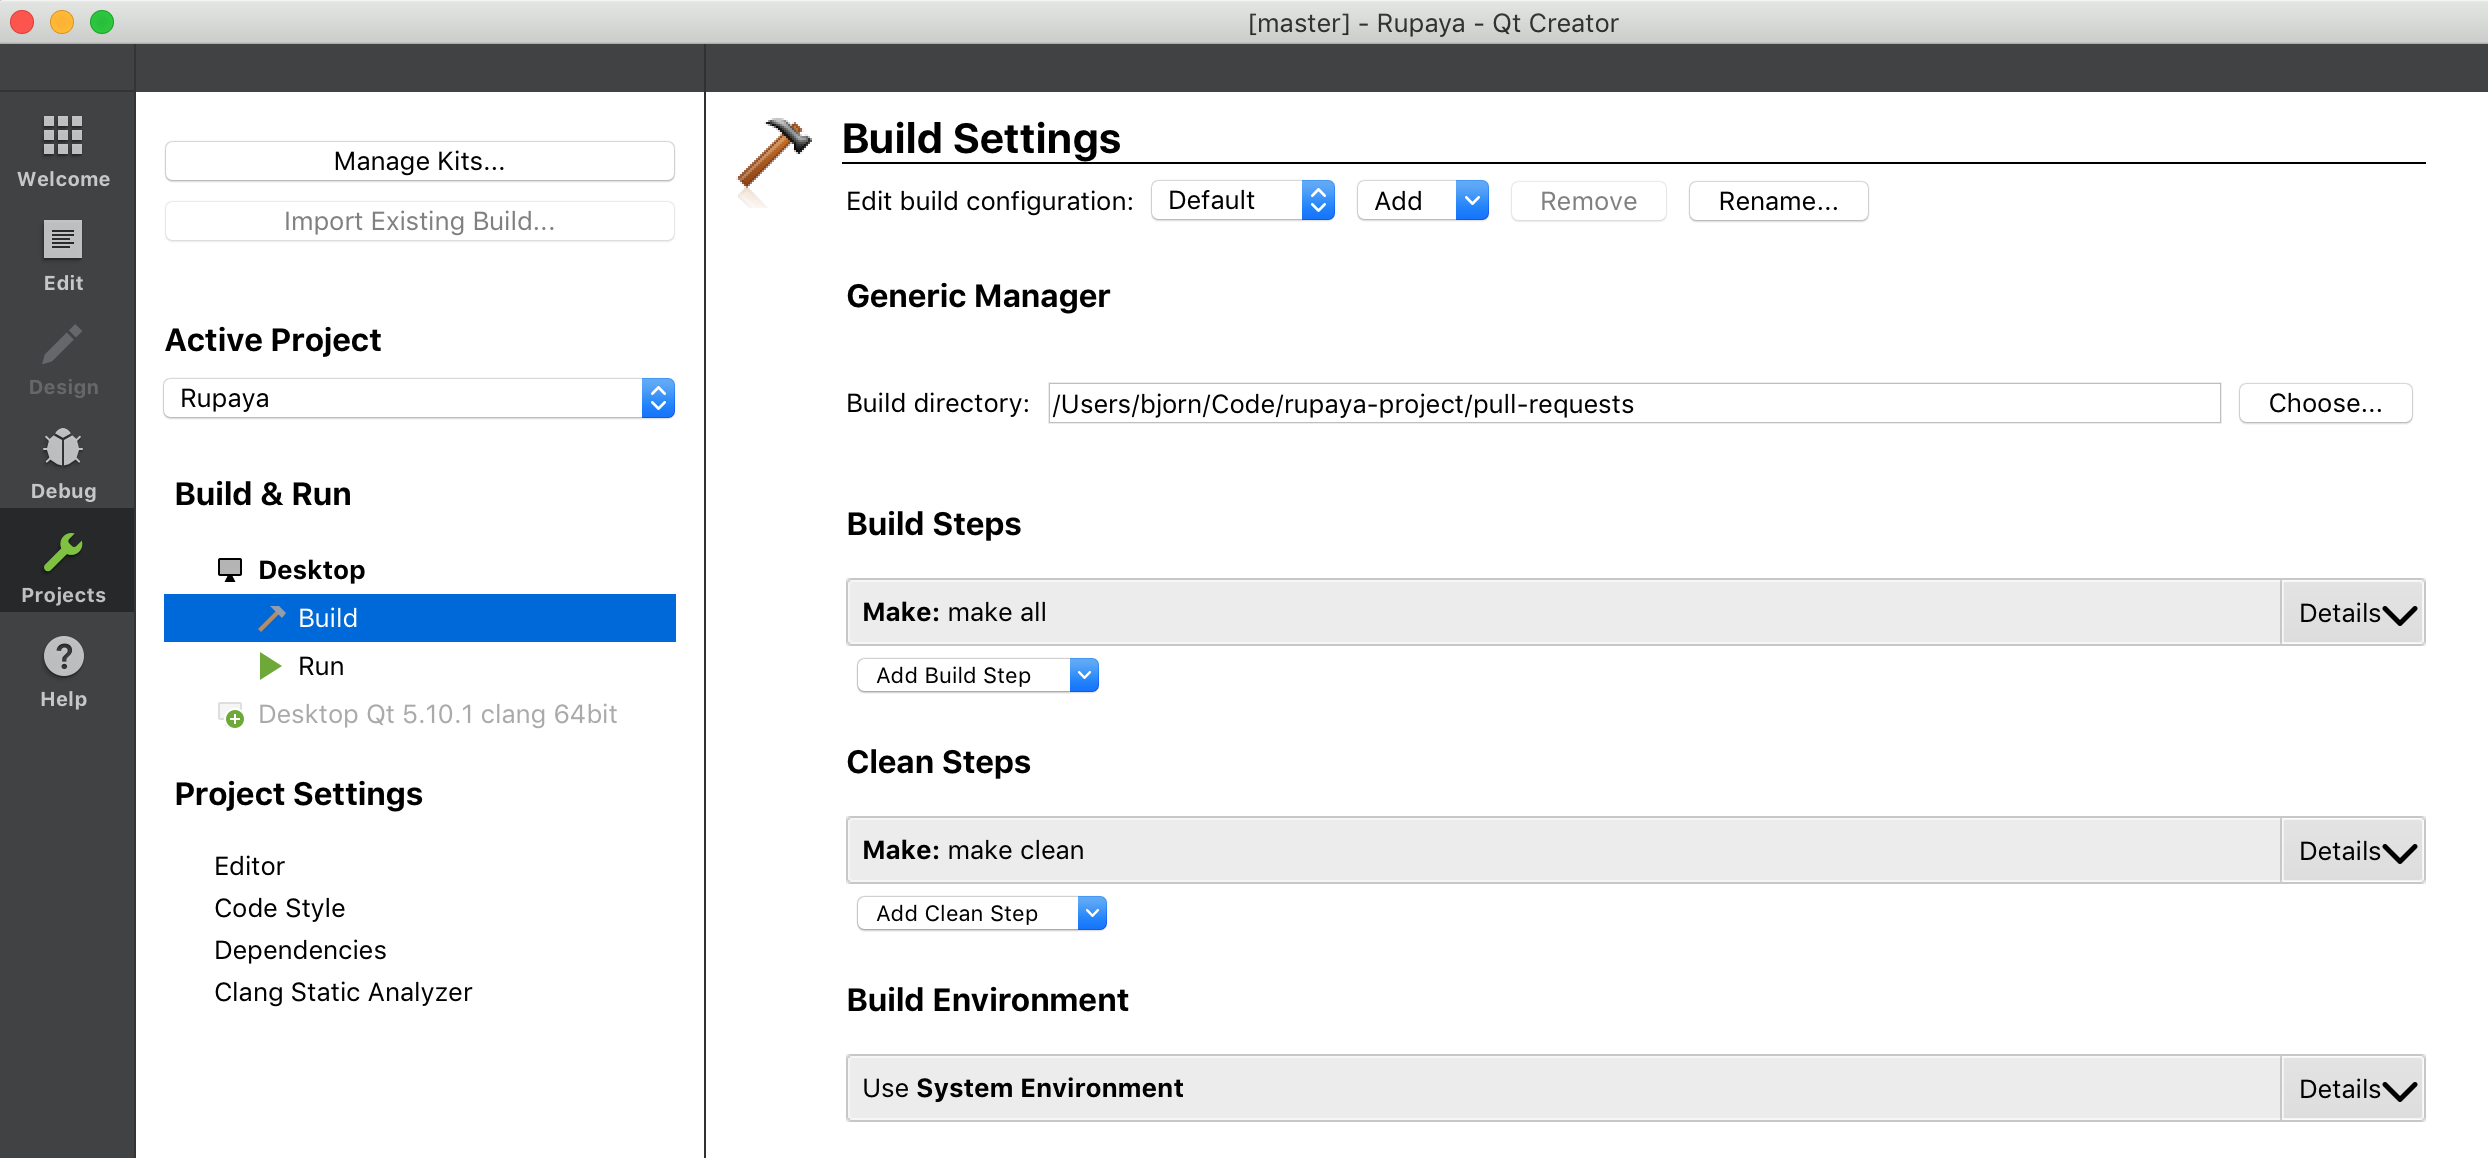 [master] - Rupaya - Qt Creator
Welcome
Edit
Design
Debug
Projects
Help
Manage Kits...
Import Existing Build...
Active Project
Rupaya
Build & Run
Desktop
Build
Run
Desktop Qt 5.10.1 clang 64bit
Project Settings
Editor
Code Style
Dependencies
Clang Static Analyzer
Build Settings
Edit build configuration: Default Add Remove Rename...
Generic Manager
Build directory: /Users/bjorn/Code/rupaya-project/pull-requests Choose...
Build Steps
Make: make all Details
Add Build Step
Clean Steps
Make: make clean Details
Add Clean Step
Build Environment
Use System Environment Details